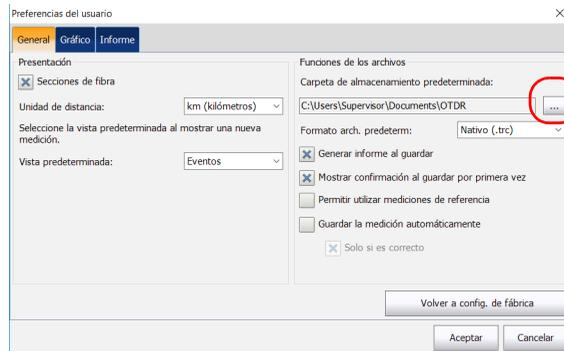 Preferencias del usuario
General Gráfico Informe
Presentación
Secciones de fibra
Unidad de distancia: km (kilómetros)
Seleccione la vista predeterminada al mostrar una nueva
medición.
Vista predeterminada: Eventos
Funciones de los archivos
Carpeta de almacenamiento predeterminada:
C:\Users\Supervisor\Documents\OTDR ...
Formato arch. predeterm: Nativo (.trc)
Generar informe al guardar
Mostrar confirmación al guardar por primera vez
Permitir utilizar mediciones de referencia
Guardar la medición automáticamente
Solo si es correcto
Volver a config. de fábrica
Aceptar Cancelar